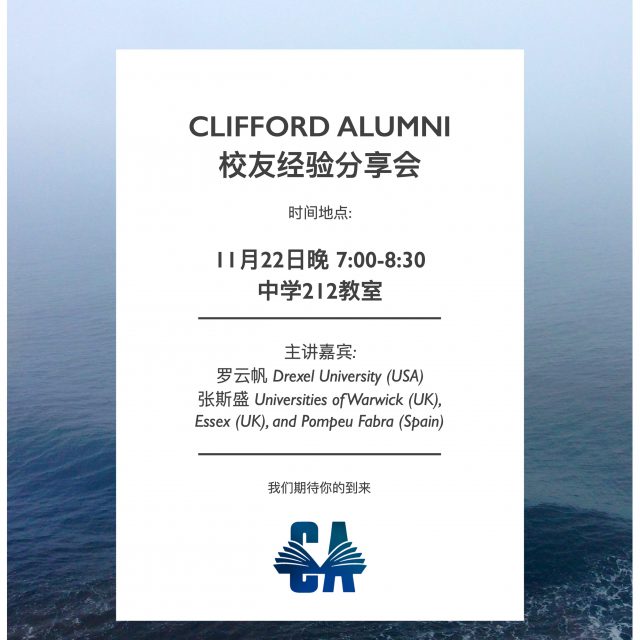 CLIFFORD ALUMNI
校友经验分享会
时间地点:
11月22日晚 7:00-8:30
中学212教室
主讲嘉宾:
罗云帆 Drexel University (USA)
张斯盛 Universities of Warwick (UK),
Essex (UK), and Pompeu Fabra (Spain)
我们期待你的到来
CA